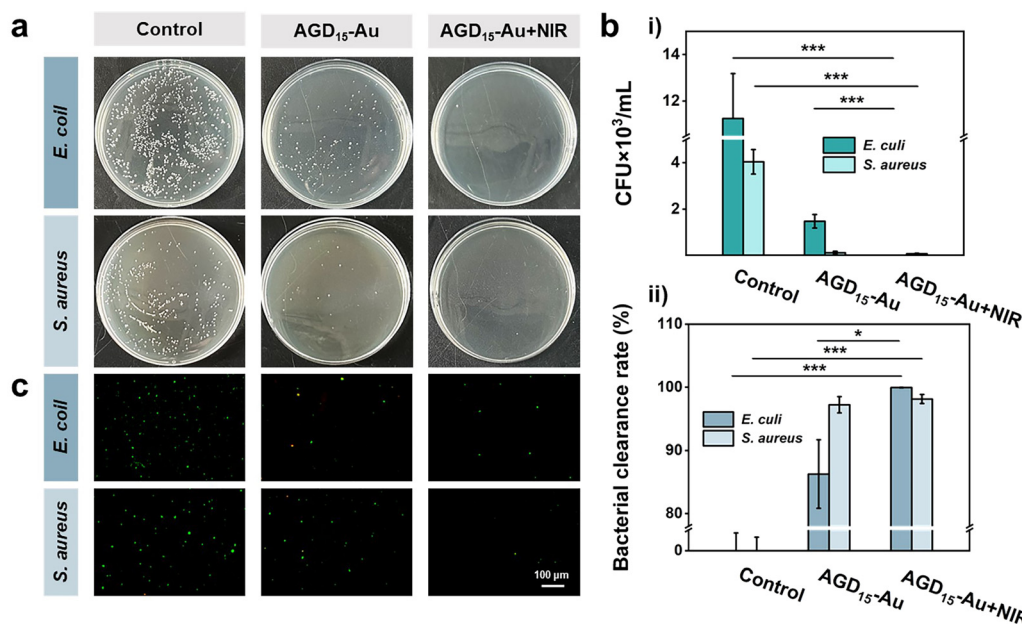 a
Control
AGD₁₅-Au
AGD₁₅-Au+NIR
E. coil
S. aureus
c
E. coil
S. aureus
100 µm
b
i)
CFU×10³/mL
14
12
4
2
***
***
***
E. culi
S. aureus
Control
AGD₁₅-Au
AGD₁₅-Au+NIR
ii)
Bacterial clearance rate (%)
110
100
90
80
0
*
***
***
E. culi
S. aureus
Control
AGD₁₅-Au
AGD₁₅-Au+NIR